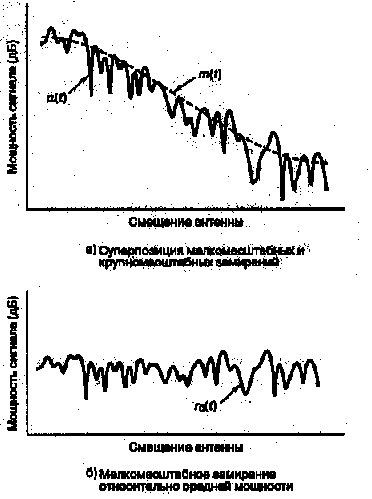 Мощность сигнала (дБ)
m(t)
α(t)
Смещение антенны
а) Суперпозиция мелкомасштабных и
крупномасштабных замираний
Мощность сигнала (дБ)
r₀(t)
Смещение антенны
б) Мелкомасштабное замирание
относительно средней мощности